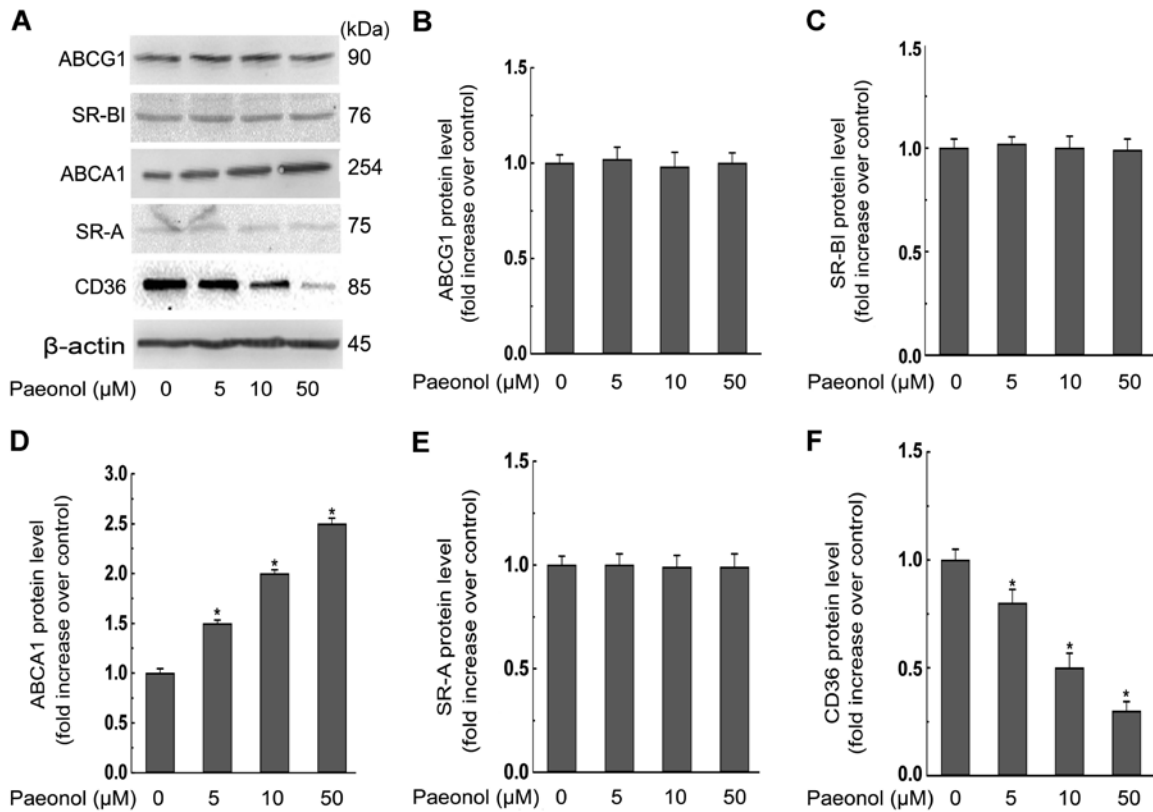 A
(kDa)
ABCG1 90
SR-BI 76
ABCA1 254
SR-A 75
CD36 85
β-actin 45
Paeonol (μM) 0 5 10 50
B
ABCG1 protein level
(fold increase over control)
1.5
1.0
0.5
0.0
Paeonol (μM) 0 5 10 50
C
SR-BI protein level
(fold increase over control)
1.5
1.0
0.5
0.0
Paeonol (μM) 0 5 10 50
D
ABCA1 protein level
(fold increase over control)
3.0
2.5
2.0
1.5
1.0
0.5
0.0
* * *
Paeonol (μM) 0 5 10 50
E
SR-A protein level
(fold increase over control)
1.5
1.0
0.5
0.0
Paeonol (μM) 0 5 10 50
F
CD36 protein level
(fold increase over control)
1.5
1.0
0.5
0.0
* * *
Paeonol (μM) 0 5 10 50